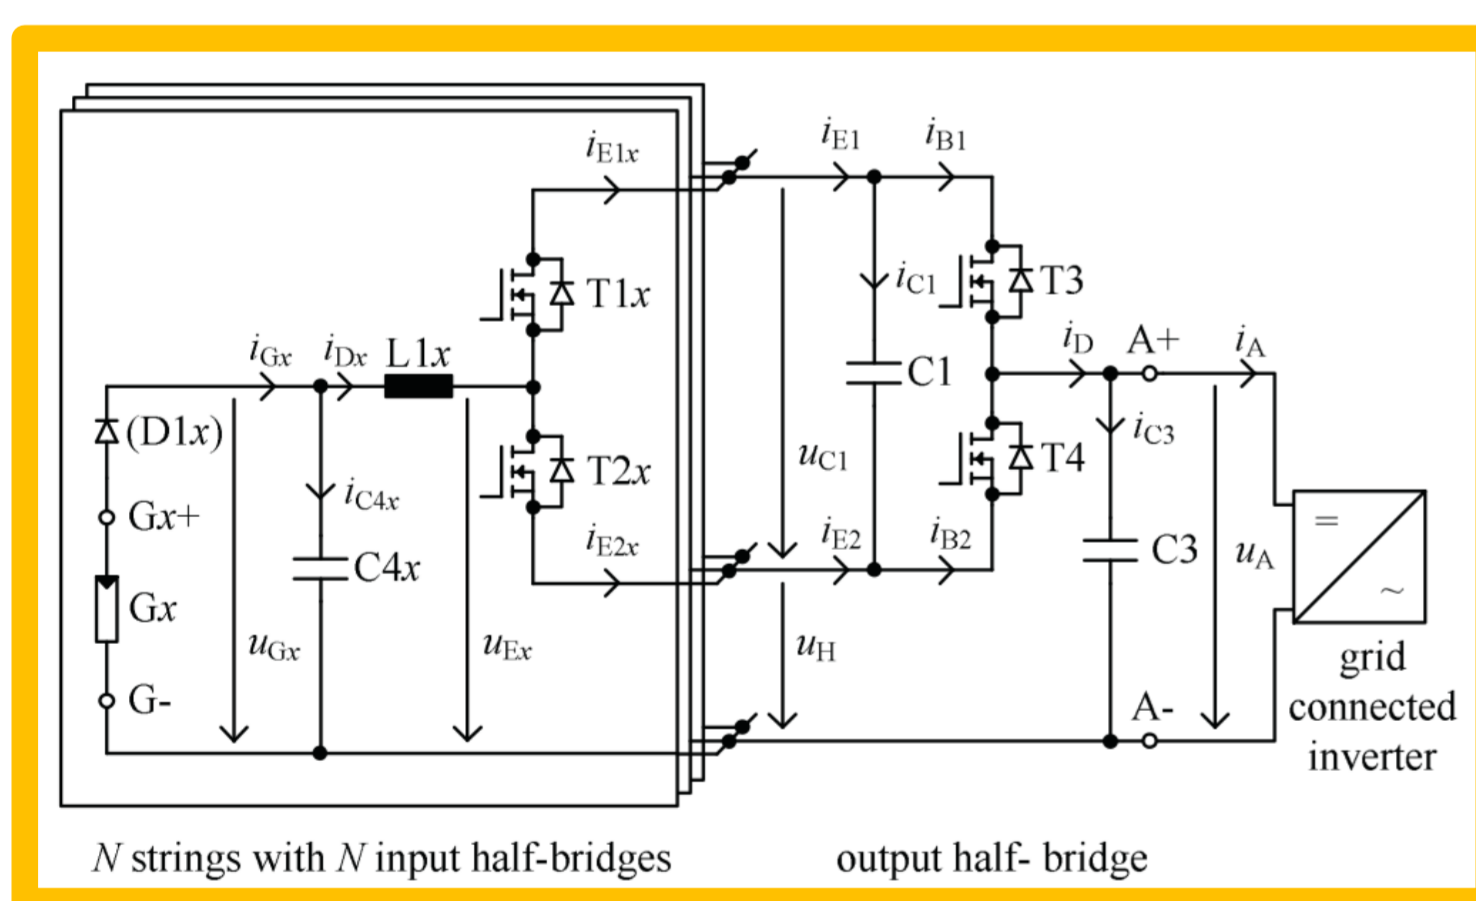 iE1x
iE1
iB1
T1x
iC1
T3
iGx
iDx
L1x
iD
A+
iA
C1
(D1x)
iC3
uC1
T4
T2x
iC4x
Gx+
iE2x
iE2
iB2
=
C4x
C3
uA
~
Gx
uGx
uEx
uH
G-
A-
grid
connected
inverter
N strings with N input half-bridges
output half- bridge